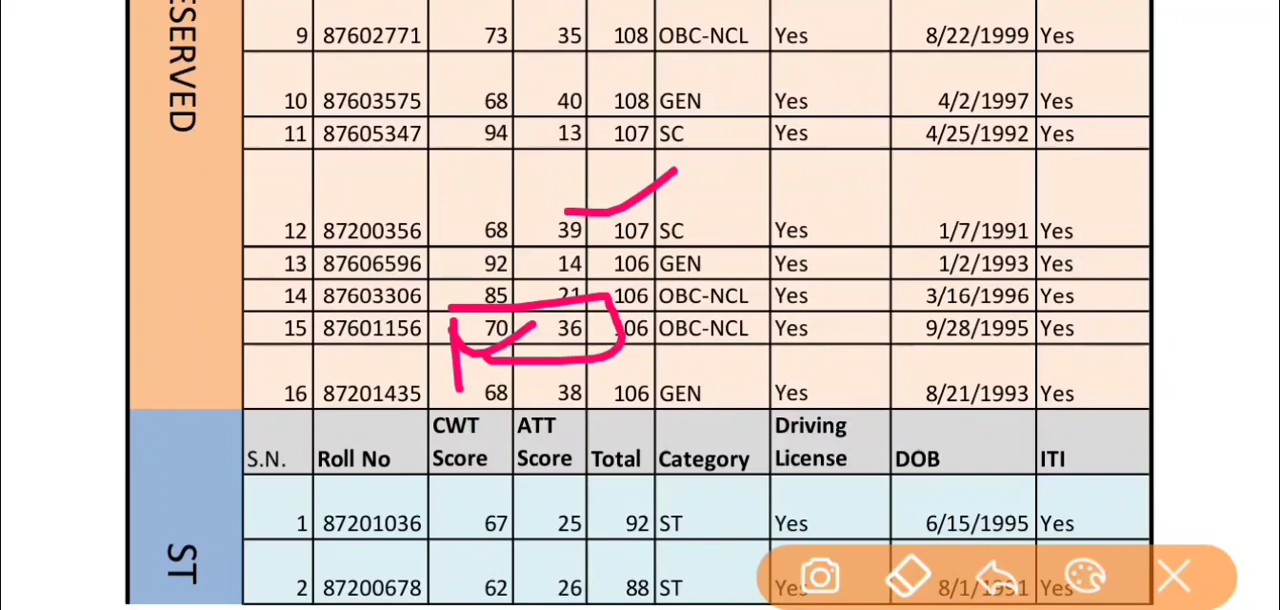 ESERVED
9 87602771 73 35 108 OBC-NCL Yes 8/22/1999 Yes
10 87603575 68 40 108 GEN Yes 4/2/1997 Yes
11 87605347 94 13 107 SC Yes 4/25/1992 Yes
12 87200356 68 39 107 SC Yes 1/7/1991 Yes
13 87606596 92 14 106 GEN Yes 1/2/1993 Yes
14 87603306 85 21 106 OBC-NCL Yes 3/16/1996 Yes
15 87601156 70 36 106 OBC-NCL Yes 9/28/1995 Yes
16 87201435 68 38 106 GEN Yes 8/21/1993 Yes
ST
S.N. Roll No CWT Score ATT Score Total Category Driving License DOB ITI
1 87201036 67 25 92 ST Yes 6/15/1995 Yes
2 87200678 62 26 88 ST Yes 8/1/1991 Yes